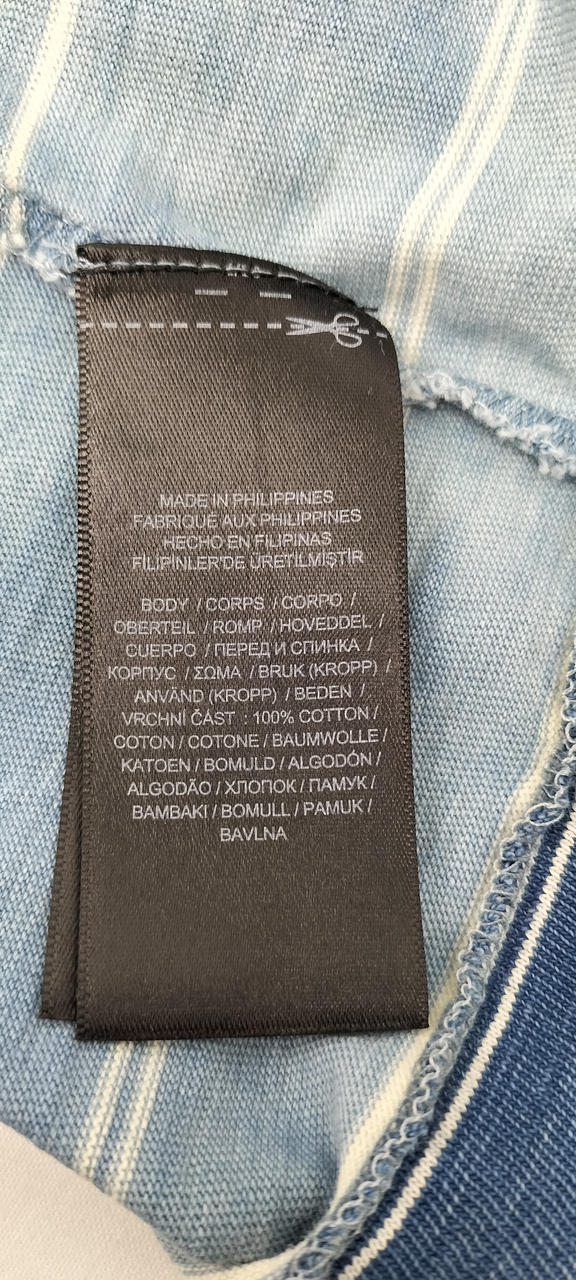 MADE IN PHILIPPINES
FABRIQUE AUX PHILIPPINES
HECHO EN FILIPINAS
FİLİPİNLER'DE ÜRETİLMİŞTİR
BODY / CORPS / CORPO /
OBERTEIL / ROMP / HOVEDDEL /
CUERPO / ПЕРЕД И СПИНКА /
КОРПУС / ΣΩΜΑ / BRUK (KROPP) /
ANVÄND (KROPP) / BEDEN /
VRCHNÍ ČÁST : 100% COTTON /
COTON / COTONE / BAUMWOLLE /
KATOEN / BOMULD / ALGODÓN /
ALGODÃO / ХЛОПОК / ПАМУК /
BAMBAKI / BOMULL / PAMUK /
BAVLNA